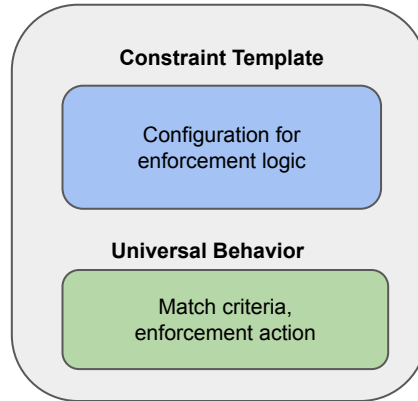 Constraint Template
Configuration for
enforcement logic
Universal Behavior
Match criteria,
enforcement action